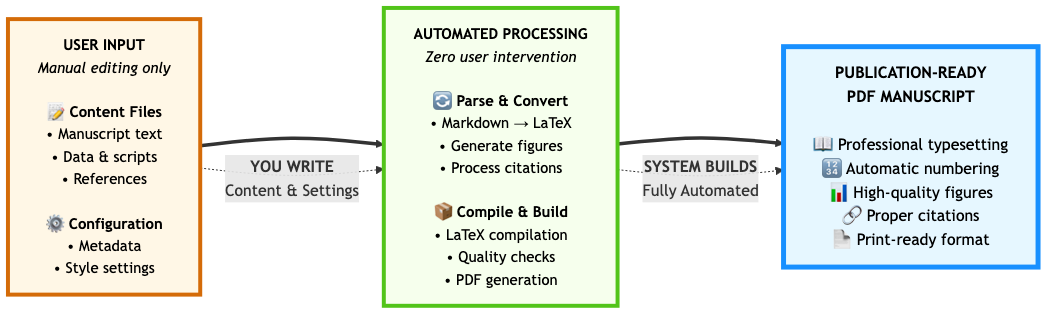 USER INPUT
Manual editing only
📝 Content Files
• Manuscript text
• Data & scripts
• References
⚙️ Configuration
• Metadata
• Style settings
YOU WRITE
Content & Settings
AUTOMATED PROCESSING
Zero user intervention
🔄 Parse & Convert
• Markdown → LaTeX
• Generate figures
• Process citations
📦 Compile & Build
• LaTeX compilation
• Quality checks
• PDF generation
SYSTEM BUILDS
Fully Automated
PUBLICATION-READY
PDF MANUSCRIPT
📖 Professional typesetting
🔢 Automatic numbering
📊 High-quality figures
🔗 Proper citations
📄 Print-ready format